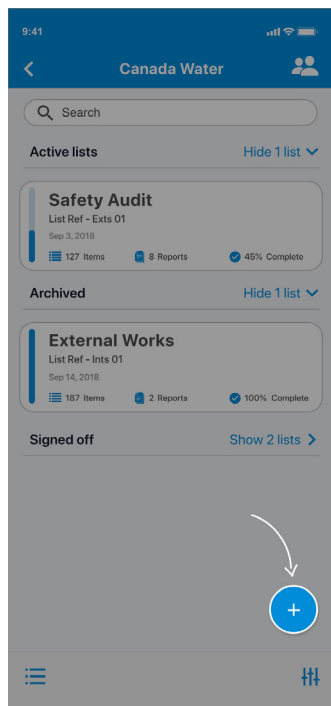 9:41
Canada Water
Search
Active lists Hide 1 list
Safety Audit
List Ref - Exts 01
Sep 3, 2018
127 Items 8 Reports 45% Complete
Archived Hide 1 list
External Works
List Ref - Ints 01
Sep 14, 2018
187 Items 2 Reports 100% Complete
Signed off Show 2 lists
+